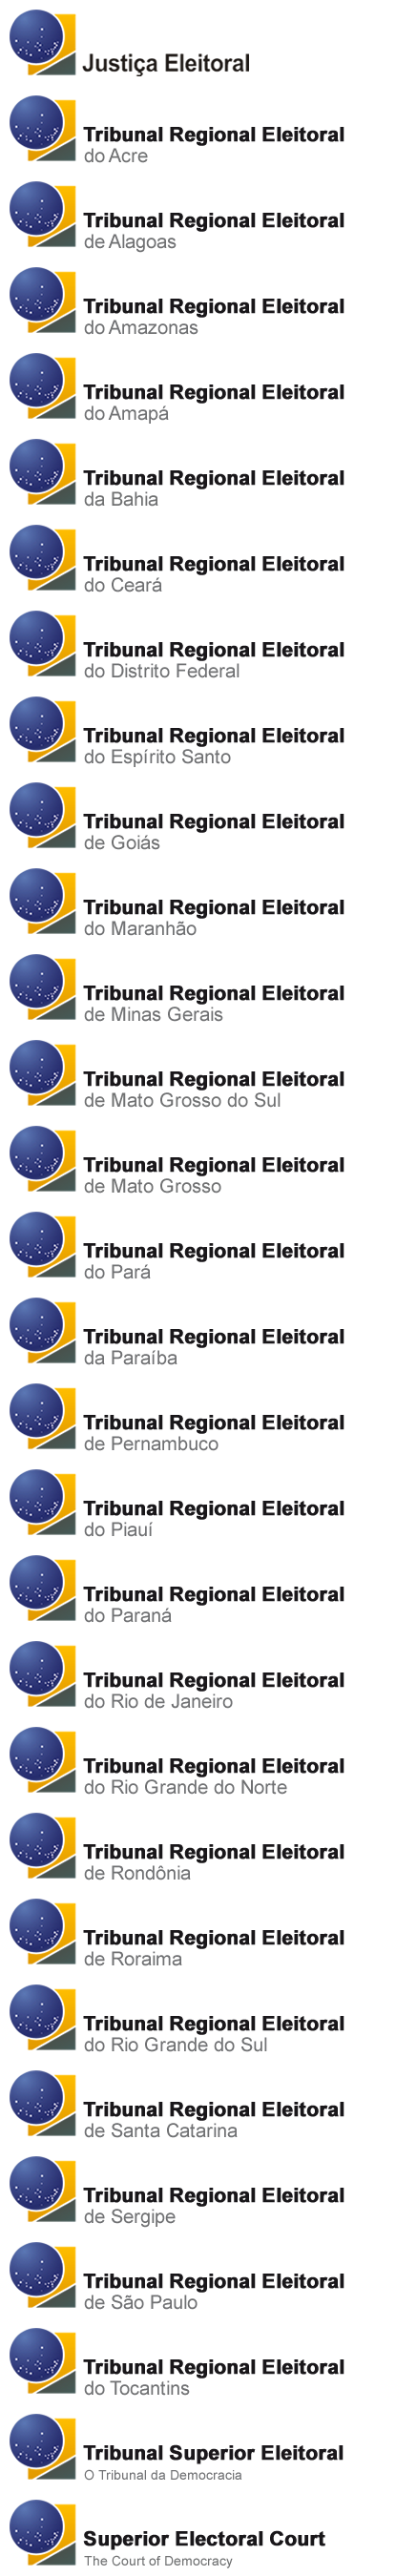 Justiça Eleitoral
Tribunal Regional Eleitoral
do Acre
Tribunal Regional Eleitoral
de Alagoas
Tribunal Regional Eleitoral
do Amazonas
Tribunal Regional Eleitoral
do Amapá
Tribunal Regional Eleitoral
da Bahia
Tribunal Regional Eleitoral
do Ceará
Tribunal Regional Eleitoral
do Distrito Federal
Tribunal Regional Eleitoral
do Espírito Santo
Tribunal Regional Eleitoral
de Goiás
Tribunal Regional Eleitoral
do Maranhão
Tribunal Regional Eleitoral
de Minas Gerais
Tribunal Regional Eleitoral
de Mato Grosso do Sul
Tribunal Regional Eleitoral
de Mato Grosso
Tribunal Regional Eleitoral
do Pará
Tribunal Regional Eleitoral
da Paraíba
Tribunal Regional Eleitoral
de Pernambuco
Tribunal Regional Eleitoral
do Piauí
Tribunal Regional Eleitoral
do Paraná
Tribunal Regional Eleitoral
do Rio de Janeiro
Tribunal Regional Eleitoral
do Rio Grande do Norte
Tribunal Regional Eleitoral
de Rondônia
Tribunal Regional Eleitoral
de Roraima
Tribunal Regional Eleitoral
do Rio Grande do Sul
Tribunal Regional Eleitoral
de Santa Catarina
Tribunal Regional Eleitoral
de Sergipe
Tribunal Regional Eleitoral
de São Paulo
Tribunal Regional Eleitoral
do Tocantins
Tribunal Superior Eleitoral
O Tribunal da Democracia
Superior Electoral Court
The Court of Democracy